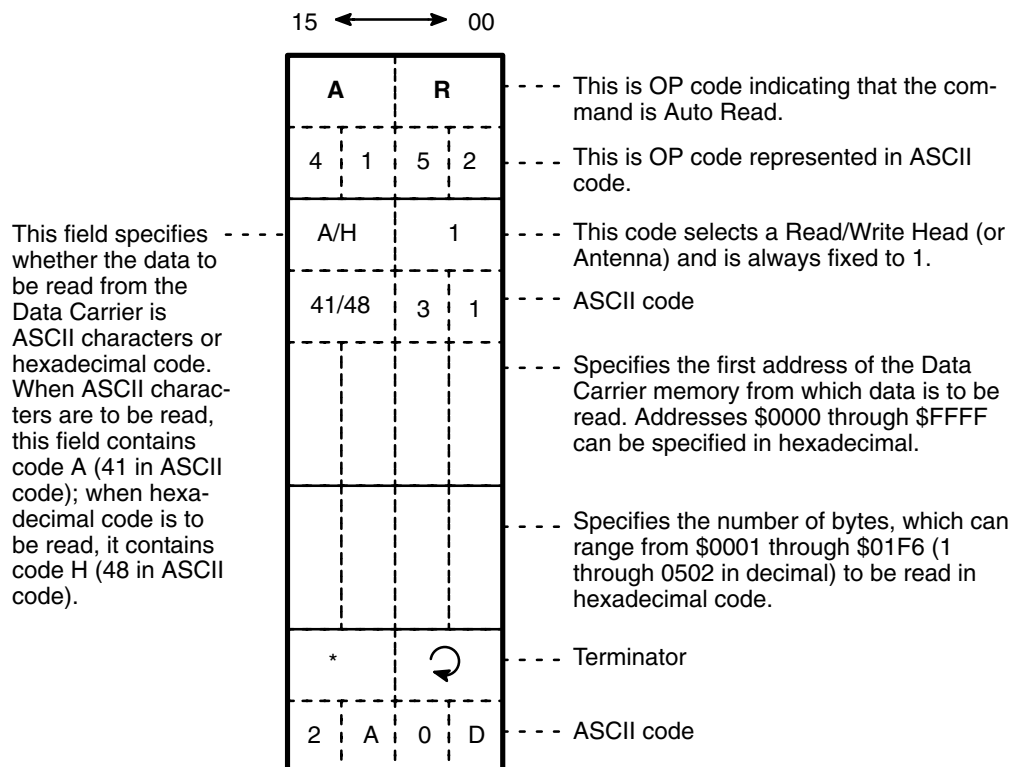 15 00
A R
This is OP code indicating that the com-
mand is Auto Read.
4 1 5 2
This is OP code represented in ASCII
code.
This field specifies
whether the data to
be read from the
Data Carrier is
ASCII characters or
hexadecimal code.
When ASCII charac-
ters are to be read,
this field contains
code A (41 in ASCII
code); when hexa-
decimal code is to
be read, it contains
code H (48 in ASCII
code).
A/H 1
This code selects a Read/Write Head (or
Antenna) and is always fixed to 1.
41/48 3 1
ASCII code
Specifies the first address of the Data
Carrier memory from which data is to be
read. Addresses $0000 through $FFFF
can be specified in hexadecimal.
Specifies the number of bytes, which can
range from $0001 through $01F6 (1
through 0502 in decimal) to be read in
hexadecimal code.
*
Terminator
2 A 0 D
ASCII code